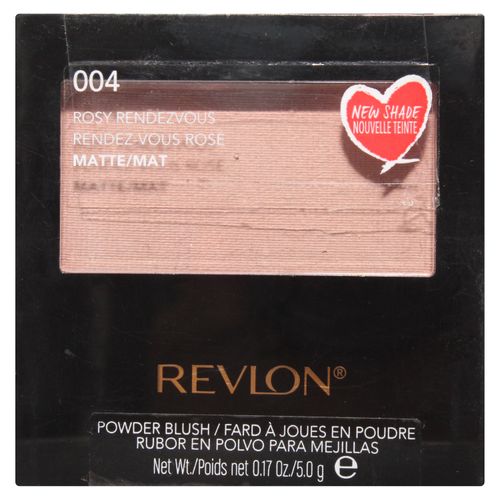 004
ROSY RENDEZVOUS
RENDEZ-VOUS ROSE
MATTE/MAT
NEW SHADE
NOUVELLE TEINTE
REVLON®
POWDER BLUSH / FARD À JOUES EN POUDRE
RUBOR EN POLVO PARA MEJILLAS
Net Wt./Poids net 0.17 Oz./5.0 g ℮